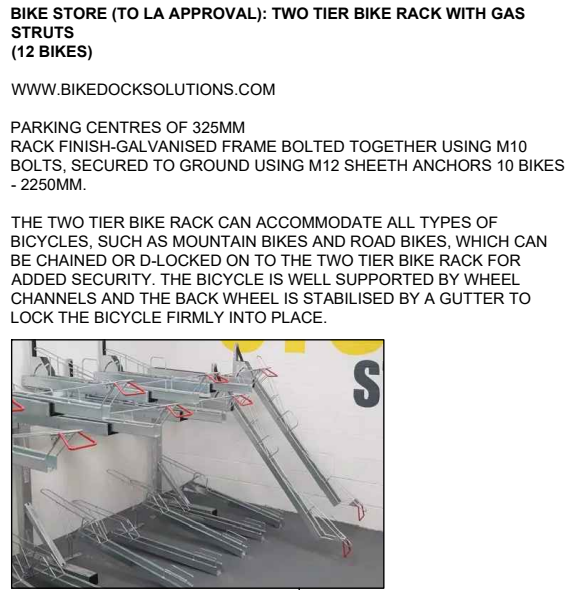 BIKE STORE (TO LA APPROVAL): TWO TIER BIKE RACK WITH GAS
STRUTS
(12 BIKES)
WWW.BIKEDOCKSOLUTIONS.COM
PARKING CENTRES OF 325MM
RACK FINISH-GALVANISED FRAME BOLTED TOGETHER USING M10
BOLTS, SECURED TO GROUND USING M12 SHEETH ANCHORS 10 BIKES
- 2250MM.
THE TWO TIER BIKE RACK CAN ACCOMMODATE ALL TYPES OF
BICYCLES, SUCH AS MOUNTAIN BIKES AND ROAD BIKES, WHICH CAN
BE CHAINED OR D-LOCKED ON TO THE TWO TIER BIKE RACK FOR
ADDED SECURITY. THE BICYCLE IS WELL SUPPORTED BY WHEEL
CHANNELS AND THE BACK WHEEL IS STABILISED BY A GUTTER TO
LOCK THE BICYCLE FIRMLY INTO PLACE.
S